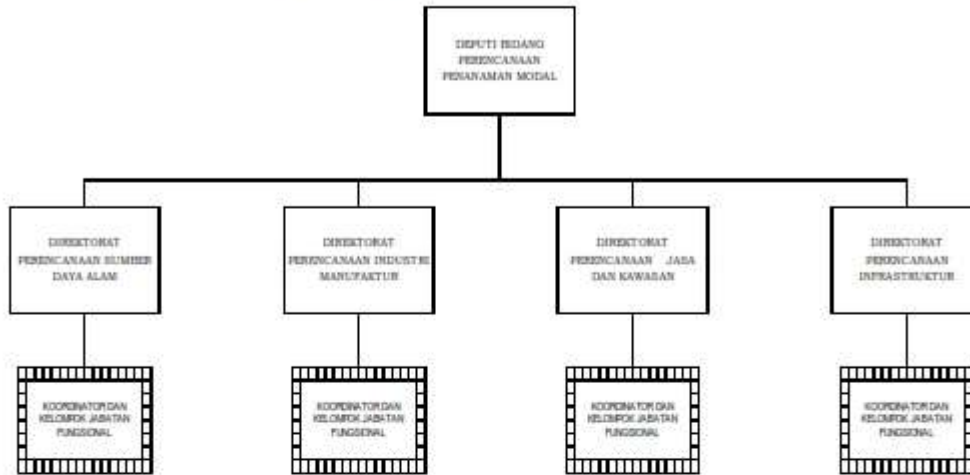 DEPUTI BIDANG
PERENCANAAN
PENANAMAN MODAL
DIREKTORAT
PERENCANAAN SUMBER
DAYA ALAM
DIREKTORAT
PERENCANAAN INDUSTRI
MANUFAKTUR
DIREKTORAT
PERENCANAAN JASA
DAN KAWASAN
DIREKTORAT
PERENCANAAN
INFRASTRUKTUR
KOORDINATOR DAN
KELOMPOK JABATAN
FUNGSIONAL
KOORDINATOR DAN
KELOMPOK JABATAN
FUNGSIONAL
KOORDINATOR DAN
KELOMPOK JABATAN
FUNGSIONAL
KOORDINATOR DAN
KELOMPOK JABATAN
FUNGSIONAL